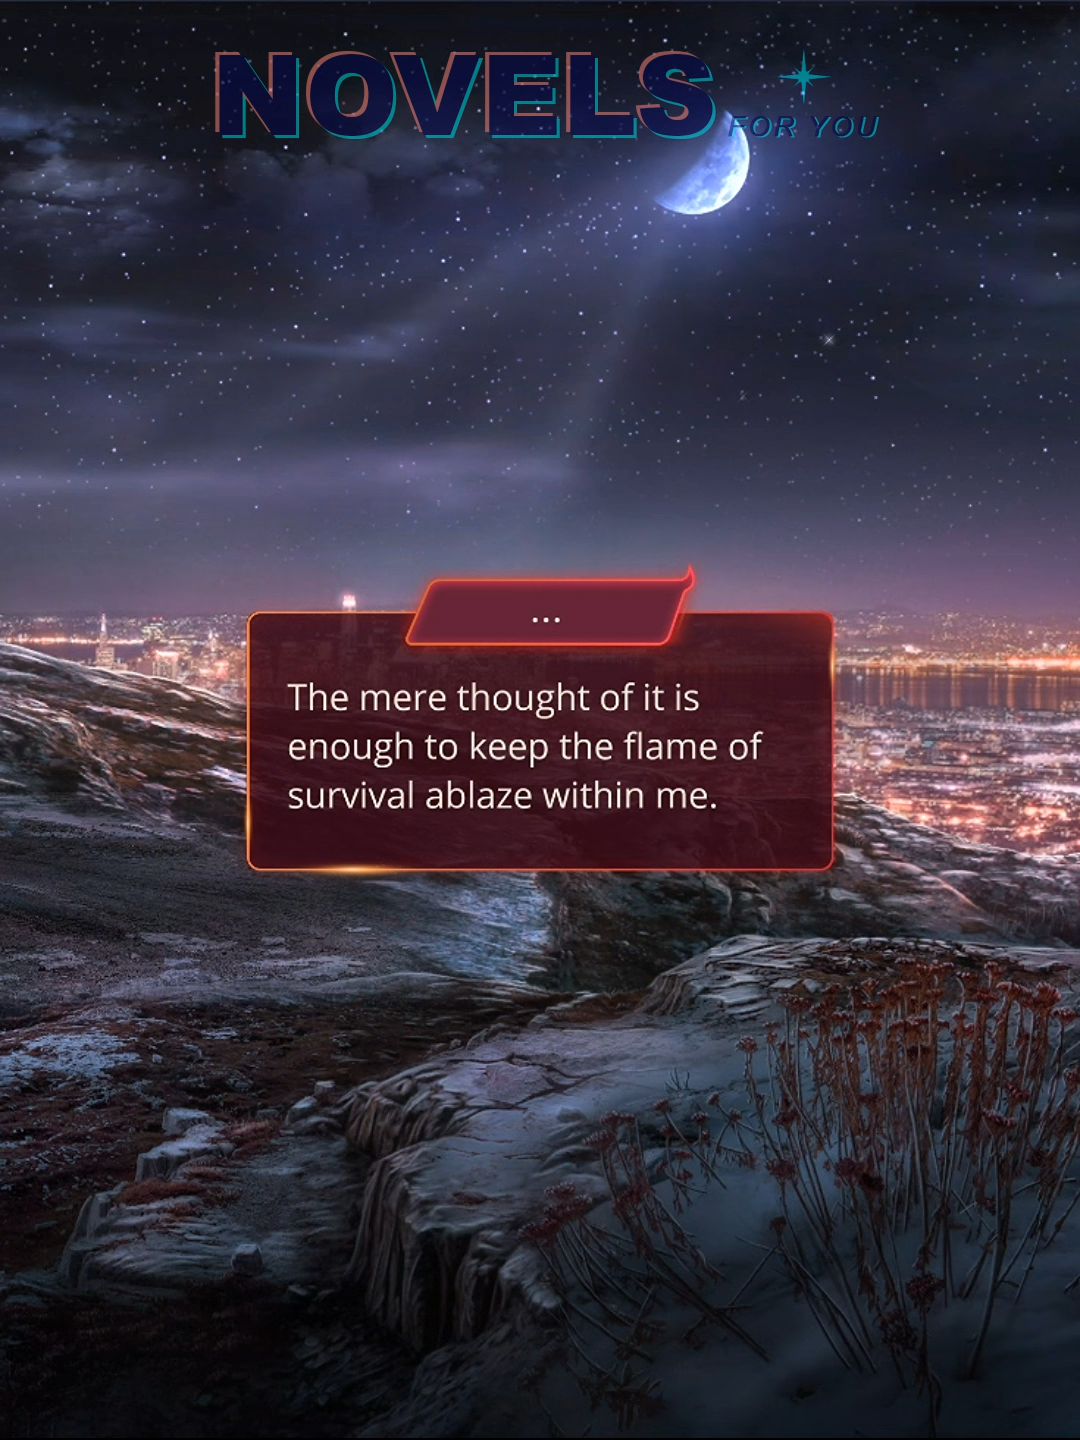 NOVELS
FOR YOU
...
The mere thought of it is
enough to keep the flame of
survival ablaze within me.